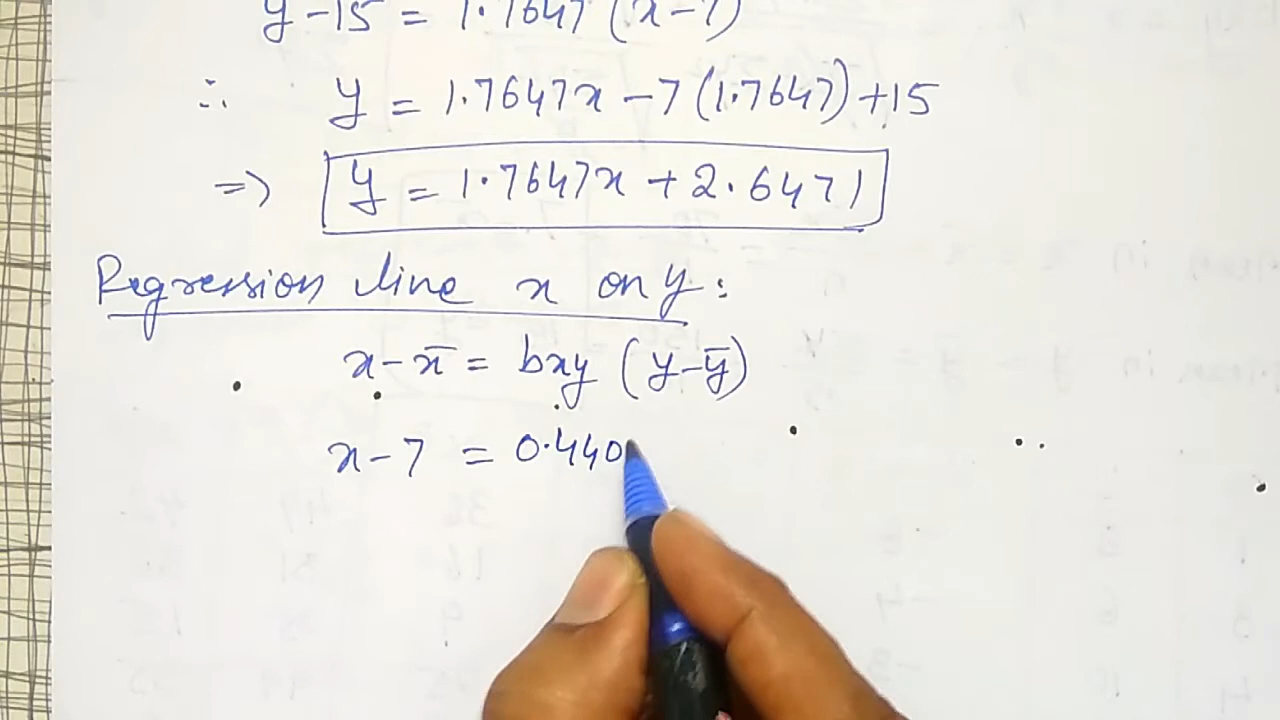 y - 15 = 1.7647 (x - 7)
∴ y = 1.7647x - 7(1.7647) + 15
=> y = 1.7647x + 2.6471
Regression line x on y:
x - x̄ = bxy (y - ȳ)
x - 7 = 0.440